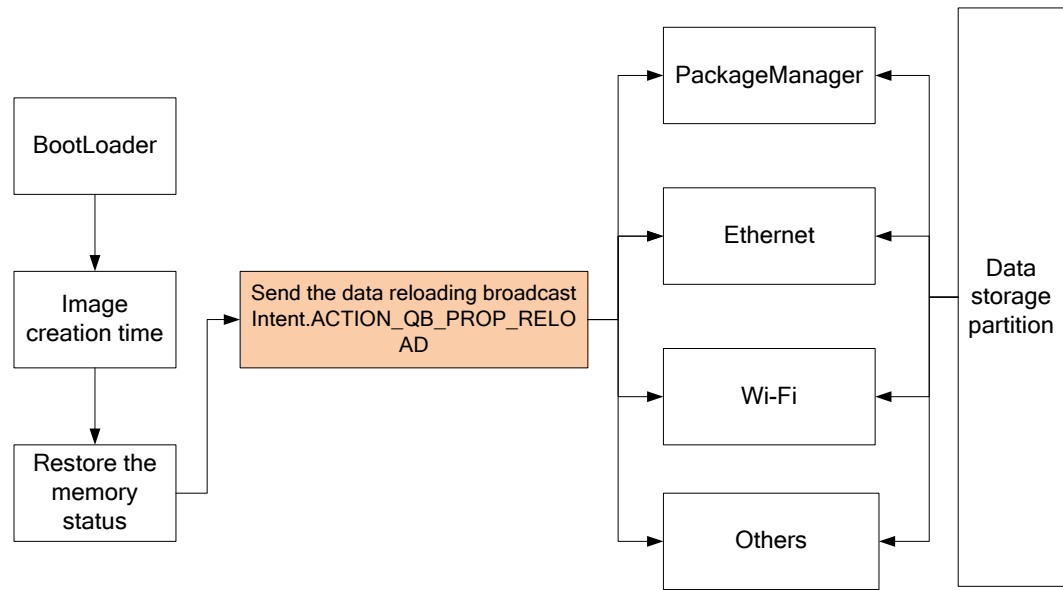 BootLoader
Image
creation time
Restore the
memory
status
Send the data reloading broadcast
Intent.ACTION_QB_PROP_RELO
AD
PackageManager
Ethernet
Wi-Fi
Others
Data
storage
partition